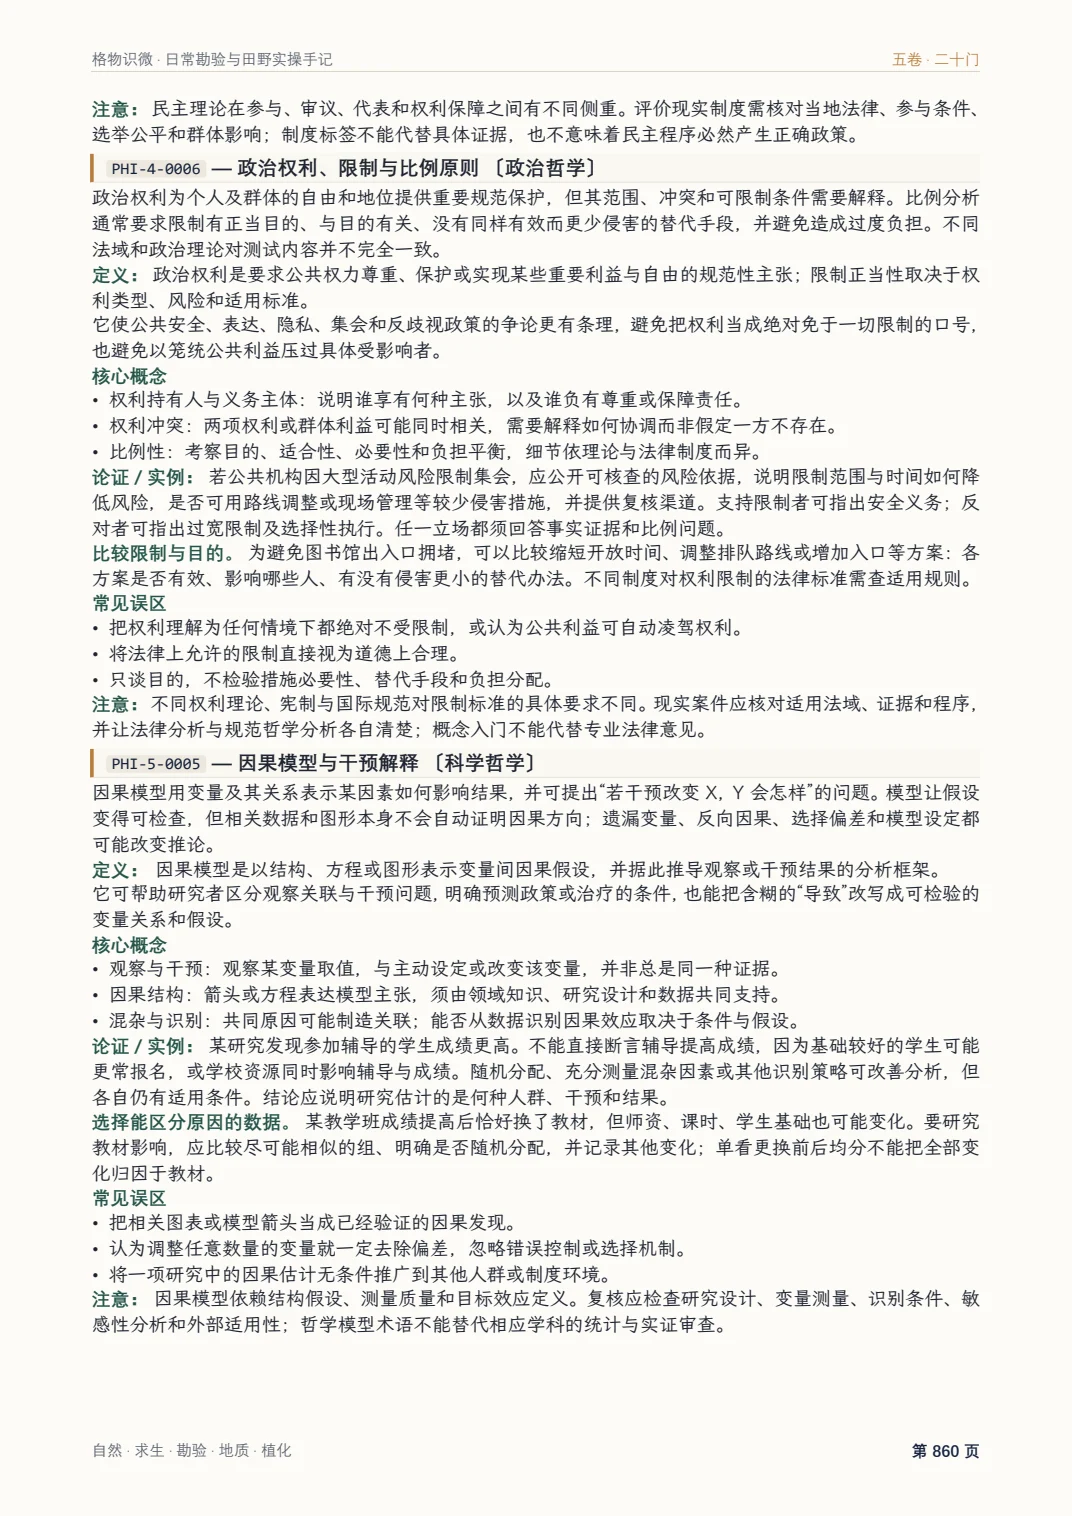 格物识微 · 日常勘验与田野实操手记
五卷 · 二十门
注意： 民主理论在参与、审议、代表和权利保障之间有不同侧重。评价现实制度需核对当地法律、参与条件、
选举公平和群体影响；制度标签不能代替具体证据，也不意味着民主程序必然产生正确政策。
PHI-4-0006 — 政治权利、限制与比例原则 〔政治哲学〕
政治权利为个人及群体的自由和地位提供重要规范保护，但其范围、冲突和可限制条件需要解释。比例分析
通常要求限制有正当目的、与目的有关、没有同样有效而更少侵害的替代手段，并避免造成过度负担。不同
法域和政治理论对测试内容并不完全一致。
定义： 政治权利是要求公共权力尊重、保护或实现某些重要利益与自由的规范性主张；限制正当性取决于权
利类型、风险和适用标准。
它使公共安全、表达、隐私、集会和反歧视政策的争论更有条理，避免把权利当成绝对免于一切限制的口号，
也避免以笼统公共利益压过具体受影响者。
核心概念
• 权利持有人与义务主体：说明谁享有何种主张，以及谁负有尊重或保障责任。
• 权利冲突：两项权利或群体利益可能同时相关，需要解释如何协调而非假定一方不存在。
• 比例性：考察目的、适合性、必要性和负担平衡，细节依理论与法律制度而异。
论证 / 实例： 若公共机构因大型活动风险限制集会，应公开可核查的风险依据，说明限制范围与时间如何降
低风险，是否可用路线调整或现场管理等较少侵害措施，并提供复核渠道。支持限制者可指出安全义务；反
对者可指出过宽限制及选择性执行。任一立场都须回答事实证据和比例问题。
比较限制与目的。 为避免图书馆出入口拥堵，可以比较缩短开放时间、调整排队路线或增加入口等方案：各
方案是否有效、影响哪些人、有没有侵害更小的替代办法。不同制度对权利限制的法律标准需查适用规则。
常见误区
• 把权利理解为任何情境下都绝对不受限制，或认为公共利益可自动凌驾权利。
• 将法律上允许的限制直接视为道德上合理。
• 只谈目的，不检验措施必要性、替代手段和负担分配。
注意： 不同权利理论、宪制与国际规范对限制标准的具体要求不同。现实案件应核对适用法域、证据和程序，
并让法律分析与规范哲学分析各自清楚；概念入门不能代替专业法律意见。
PHI-5-0005 — 因果模型与干预解释 〔科学哲学〕
因果模型用变量及其关系表示某因素如何影响结果，并可提出“若干预改变 X，Y 会怎样”的问题。模型让假设
变得可检查，但相关数据和图形本身不会自动证明因果方向；遗漏变量、反向因果、选择偏差和模型设定都
可能改变推论。
定义： 因果模型是以结构、方程或图形表示变量间因果假设，并据此推导观察或干预结果的分析框架。
它可帮助研究者区分观察关联与干预问题，明确预测政策或治疗的条件，也能把含糊的“导致”改写成可检验的
变量关系和假设。
核心概念
• 观察与干预：观察某变量取值，与主动设定或改变该变量，并非总是同一种证据。
• 因果结构：箭头或方程表达模型主张，须由领域知识、研究设计和数据共同支持。
• 混杂与识别：共同原因可能制造关联；能否从数据识别因果效应取决于条件与假设。
论证 / 实例： 某研究发现参加辅导的学生成绩更高。不能直接断言辅导提高成绩，因为基础较好的学生可能
更常报名，或学校资源同时影响辅导与成绩。随机分配、充分测量混杂因素或其他识别策略可改善分析，但
各自仍有适用条件。结论应说明研究估计的是何种人群、干预和结果。
选择能区分原因的数据。 某教学班成绩提高后恰好换了教材，但师资、课时、学生基础也可能变化。要研究
教材影响，应比较尽可能相似的组、明确是否随机分配，并记录其他变化；单看更换前后均分不能把全部变
化归因于教材。
常见误区
• 把相关图表或模型箭头当成已经验证的因果发现。
• 认为调整任意数量的变量就一定去除偏差，忽略错误控制或选择机制。
• 将一项研究中的因果估计无条件推广到其他人群或制度环境。
注意： 因果模型依赖结构假设、测量质量和目标效应定义。复核应检查研究设计、变量测量、识别条件、敏
感性分析和外部适用性；哲学模型术语不能替代相应学科的统计与实证审查。
自然 · 求生 · 勘验 · 地质 · 植化
第 860 页